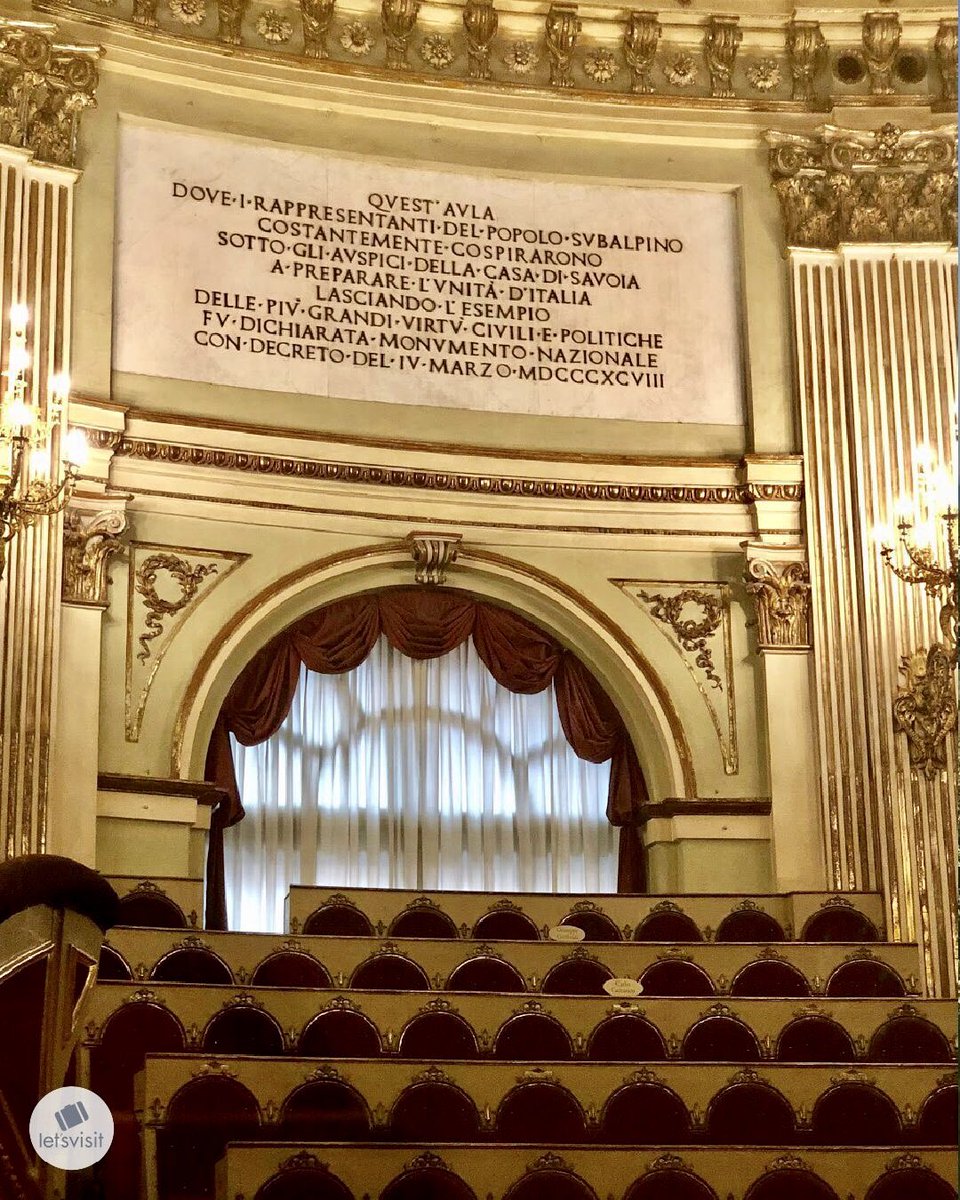 QVEST' AVLA
DOVE·I·RAPPRESENTANTI·DEL·POPOLO·SVBALPINO
COSTANTEMENTE·COSPIRARONO
SOTTO·GLI·AVSPICI·DELLA·CASA·DI·SAVOIA
A·PREPARARE·L'VNITÀ·D'ITALIA
LASCIANDO·L'ESEMPIO
DELLE·PIV̀·GRANDI·VIRTV̀·CIVILI·E·POLITICHE
FV·DICHIARATA·MONVMENTO·NAZIONALE
CON·DECRETO·DEL·IV·MARZO·MDCCCXCVIII
let'svisit